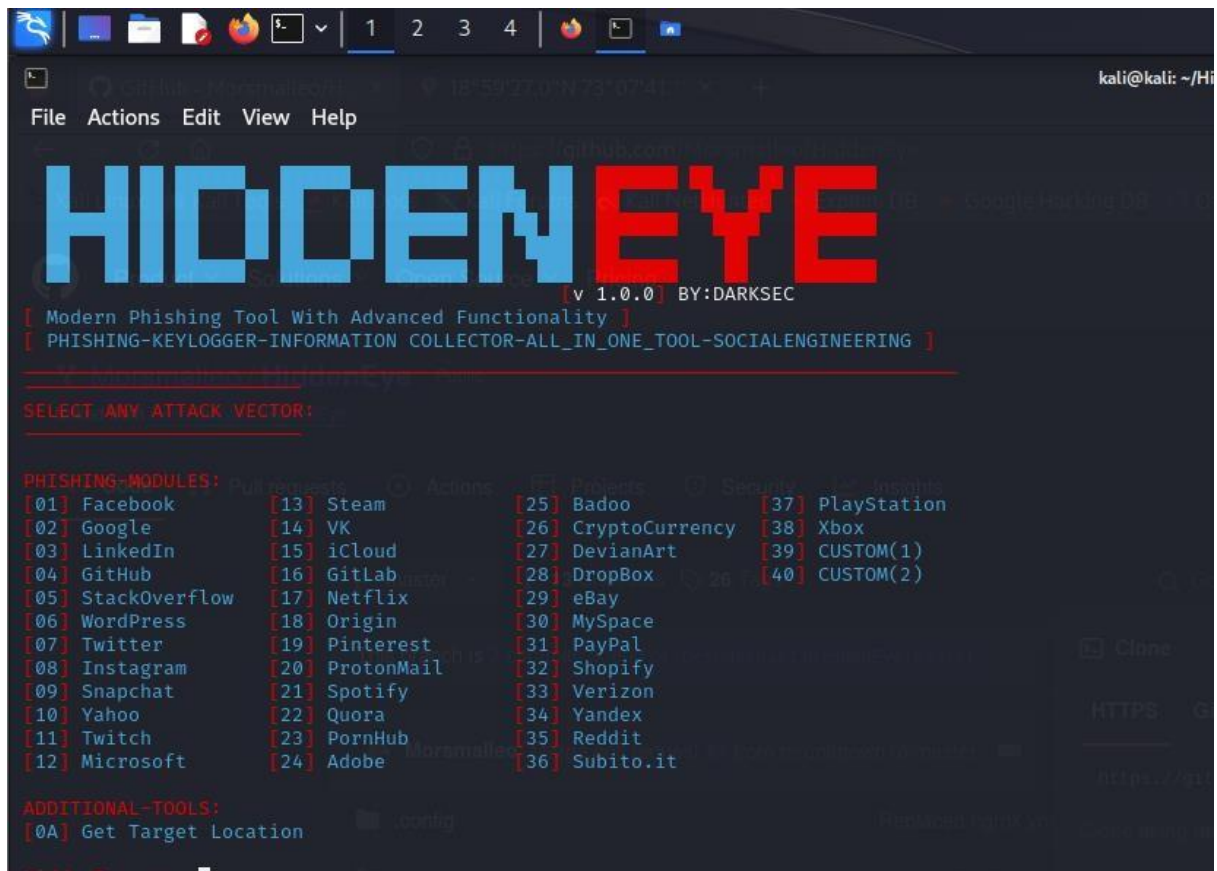 1 2 3 4
kali@kali: ~/Hi
File Actions Edit View Help
HIDDENEYE
[v 1.0.0] BY:DARKSEC
[ Modern Phishing Tool With Advanced Functionality ]
[ PHISHING-KEYLOGGER-INFORMATION COLLECTOR-ALL_IN_ONE_TOOL-SOCIALENGINEERING ]
SELECT ANY ATTACK VECTOR:
PHISHING-MODULES:
[01] Facebook [13] Steam [25] Badoo [37] PlayStation
[02] Google [14] VK [26] CryptoCurrency [38] Xbox
[03] LinkedIn [15] iCloud [27] DevianArt [39] CUSTOM(1)
[04] GitHub [16] GitLab [28] DropBox [40] CUSTOM(2)
[05] StackOverflow [17] Netflix [29] eBay
[06] WordPress [18] Origin [30] MySpace
[07] Twitter [19] Pinterest [31] PayPal
[08] Instagram [20] ProtonMail [32] Shopify
[09] Snapchat [21] Spotify [33] Verizon
[10] Yahoo [22] Quora [34] Yandex
[11] Twitch [23] PornHub [35] Reddit
[12] Microsoft [24] Adobe [36] Subito.it
ADDITIONAL-TOOLS:
[0A] Get Target Location